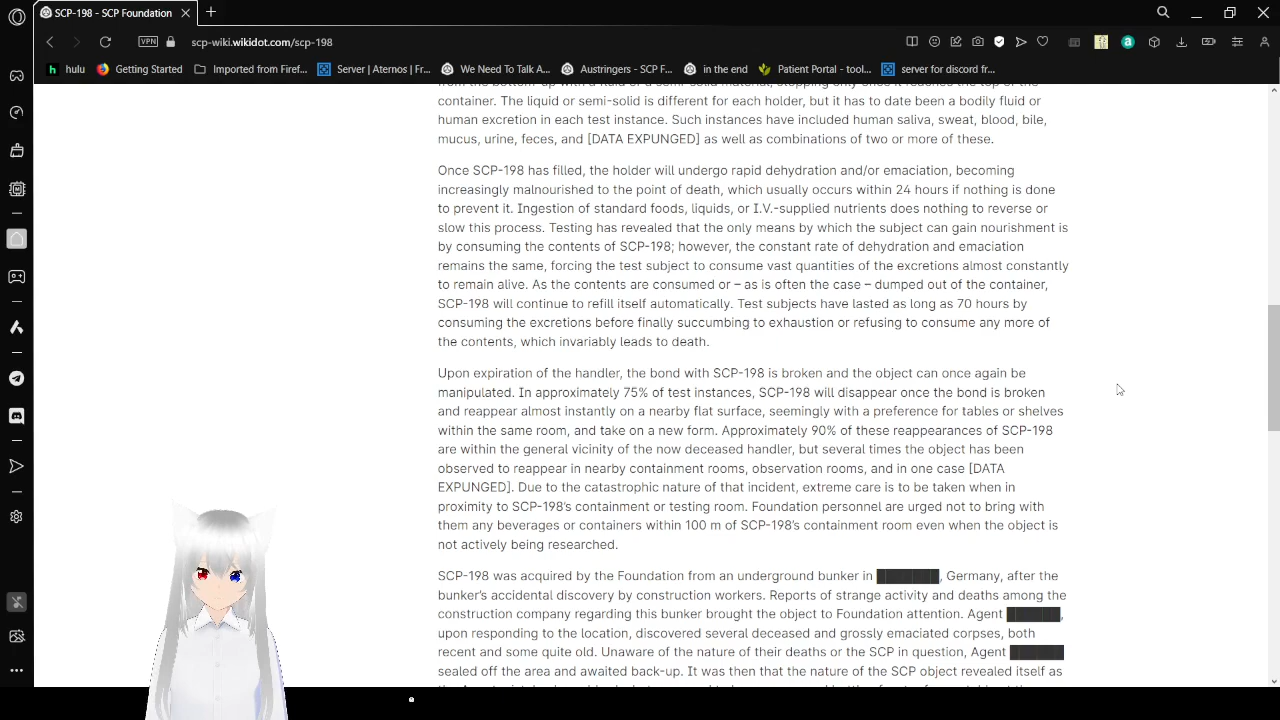 SCP-198 - SCP Foundation
VPN
scp-wiki.wikidot.com/scp-198
hulu
Getting Started
Imported from Firef...
Server | Aternos | Fr...
We Need To Talk A...
Austringers - SCP F...
in the end
Patient Portal - tool...
server for discord fr...
container. The liquid or semi-solid is different for each holder, but it has to date been a bodily fluid or
human excretion in each test instance. Such instances have included human saliva, sweat, blood, bile,
mucus, urine, feces, and [DATA EXPUNGED] as well as combinations of two or more of these.
Once SCP-198 has filled, the holder will undergo rapid dehydration and/or emaciation, becoming
increasingly malnourished to the point of death, which usually occurs within 24 hours if nothing is done
to prevent it. Ingestion of standard foods, liquids, or I.V.-supplied nutrients does nothing to reverse or
slow this process. Testing has revealed that the only means by which the subject can gain nourishment is
by consuming the contents of SCP-198; however, the constant rate of dehydration and emaciation
remains the same, forcing the test subject to consume vast quantities of the excretions almost constantly
to remain alive. As the contents are consumed or – as is often the case – dumped out of the container,
SCP-198 will continue to refill itself automatically. Test subjects have lasted as long as 70 hours by
consuming the excretions before finally succumbing to exhaustion or refusing to consume any more of
the contents, which invariably leads to death.
Upon expiration of the handler, the bond with SCP-198 is broken and the object can once again be
manipulated. In approximately 75% of test instances, SCP-198 will disappear once the bond is broken
and reappear almost instantly on a nearby flat surface, seemingly with a preference for tables or shelves
within the same room, and take on a new form. Approximately 90% of these reappearances of SCP-198
are within the general vicinity of the now deceased handler, but several times the object has been
observed to reappear in nearby containment rooms, observation rooms, and in one case [DATA
EXPUNGED]. Due to the catastrophic nature of that incident, extreme care is to be taken when in
proximity to SCP-198's containment or testing room. Foundation personnel are urged not to bring with
them any beverages or containers within 100 m of SCP-198's containment room even when the object is
not actively being researched.
SCP-198 was acquired by the Foundation from an underground bunker in ███████, Germany, after the
bunker's accidental discovery by construction workers. Reports of strange activity and deaths among the
construction company regarding this bunker brought the object to Foundation attention. Agent ██████,
upon responding to the location, discovered several deceased and grossly emaciated corpses, both
recent and some quite old. Unaware of the nature of their deaths or the SCP in question, Agent ██████
sealed off the area and awaited back-up. It was then that the nature of the SCP object revealed itself as